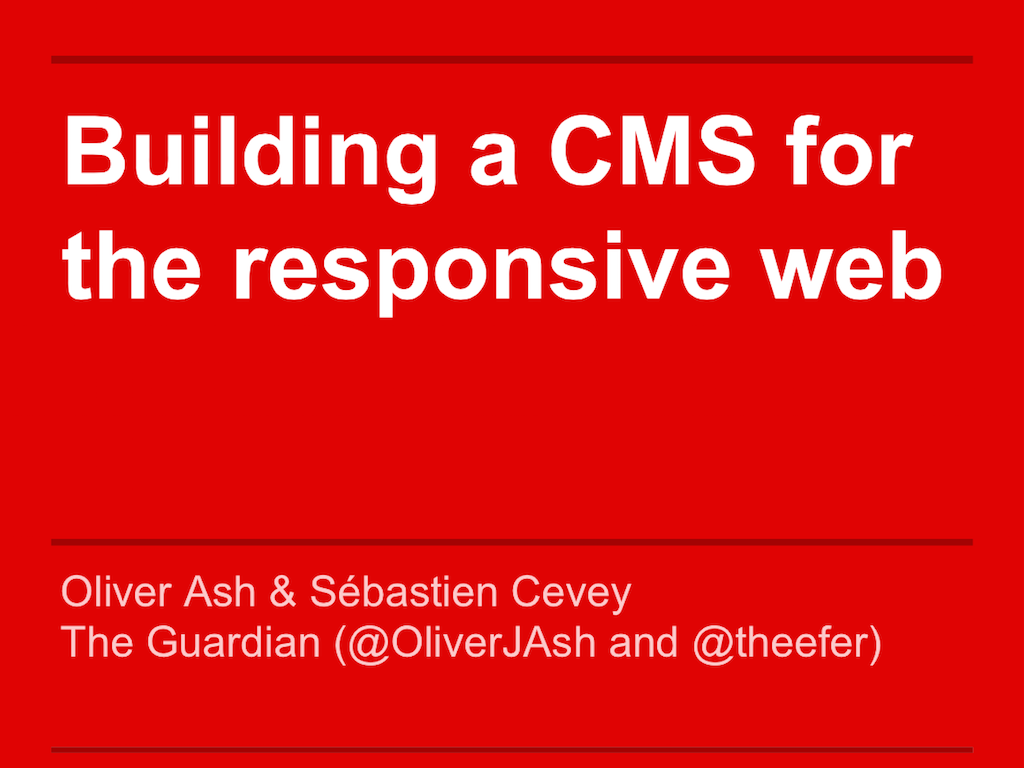 Building a CMS for
the responsive web
Oliver Ash & Sébastien Cevey
The Guardian (@OliverJAsh and @theefer)